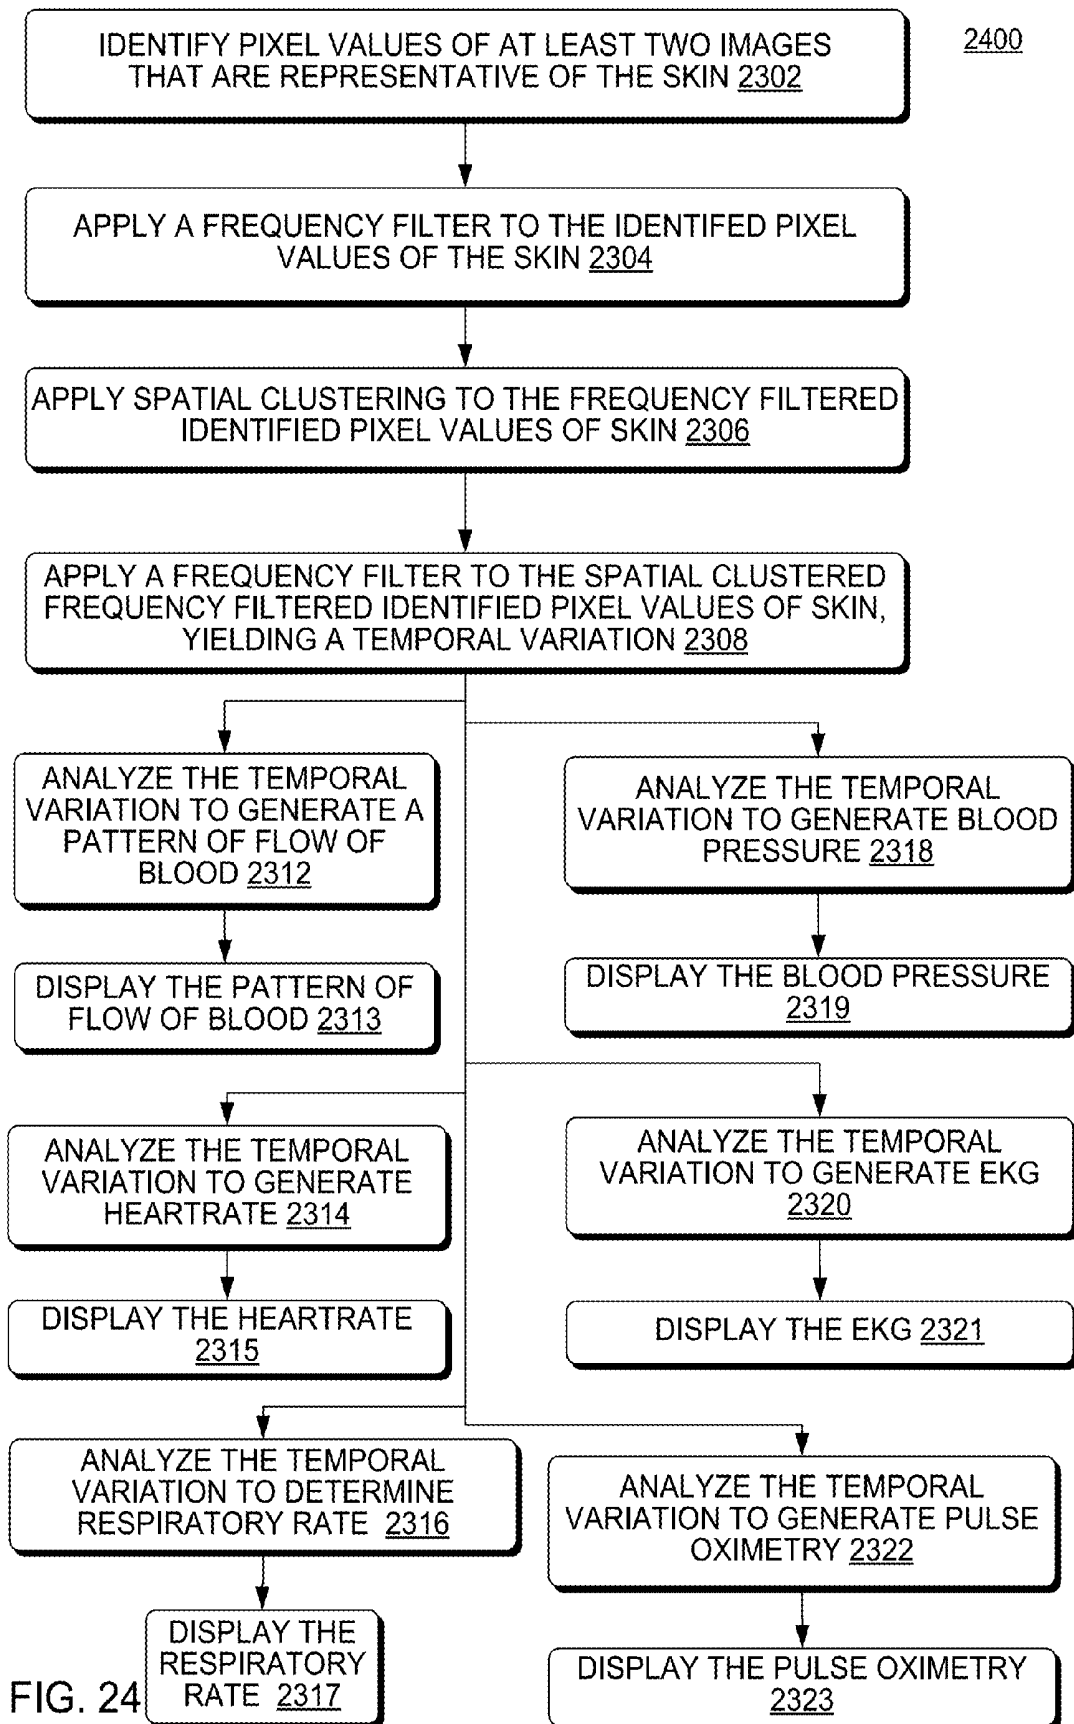 IDENTIFY PIXEL VALUES OF AT LEAST TWO IMAGES
THAT ARE REPRESENTATIVE OF THE SKIN 2302
2400
APPLY A FREQUENCY FILTER TO THE IDENTIFED PIXEL
VALUES OF THE SKIN 2304
APPLY SPATIAL CLUSTERING TO THE FREQUENCY FILTERED
IDENTIFIED PIXEL VALUES OF SKIN 2306
APPLY A FREQUENCY FILTER TO THE SPATIAL CLUSTERED
FREQUENCY FILTERED IDENTIFIED PIXEL VALUES OF SKIN,
YIELDING A TEMPORAL VARIATION 2308
ANALYZE THE TEMPORAL
VARIATION TO GENERATE A
PATTERN OF FLOW OF
BLOOD 2312
DISPLAY THE PATTERN OF
FLOW OF BLOOD 2313
ANALYZE THE TEMPORAL
VARIATION TO GENERATE BLOOD
PRESSURE 2318
DISPLAY THE BLOOD PRESSURE
2319
ANALYZE THE TEMPORAL
VARIATION TO GENERATE
HEARTRATE 2314
DISPLAY THE HEARTRATE
2315
ANALYZE THE TEMPORAL
VARIATION TO GENERATE EKG
2320
DISPLAY THE EKG 2321
ANALYZE THE TEMPORAL
VARIATION TO DETERMINE
RESPIRATORY RATE 2316
DISPLAY THE
RESPIRATORY
RATE 2317
ANALYZE THE TEMPORAL
VARIATION TO GENERATE PULSE
OXIMETRY 2322
DISPLAY THE PULSE OXIMETRY
2323
FIG. 24